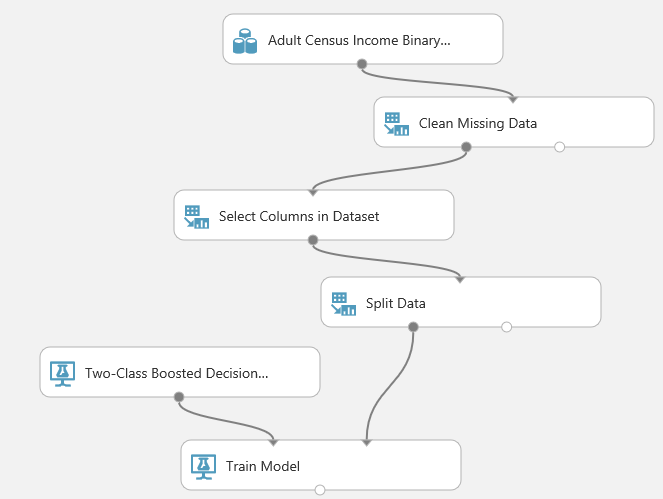 Adult Census Income Binary...
Clean Missing Data
Select Columns in Dataset
Split Data
Two-Class Boosted Decision...
Train Model